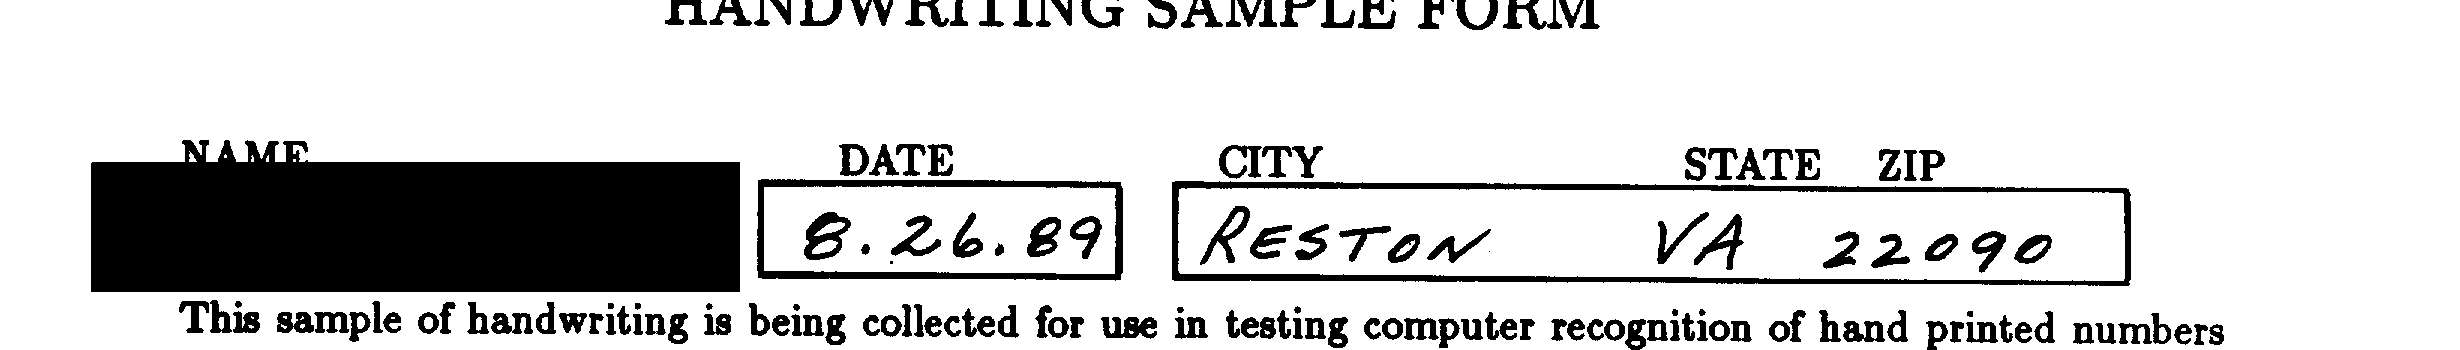 HANDWRITING SAMPLE FORM
NAME DATE CITY STATE ZIP
8.26.89 RESTON VA 22090
This sample of handwriting is being collected for use in testing computer recognition of hand printed numbers